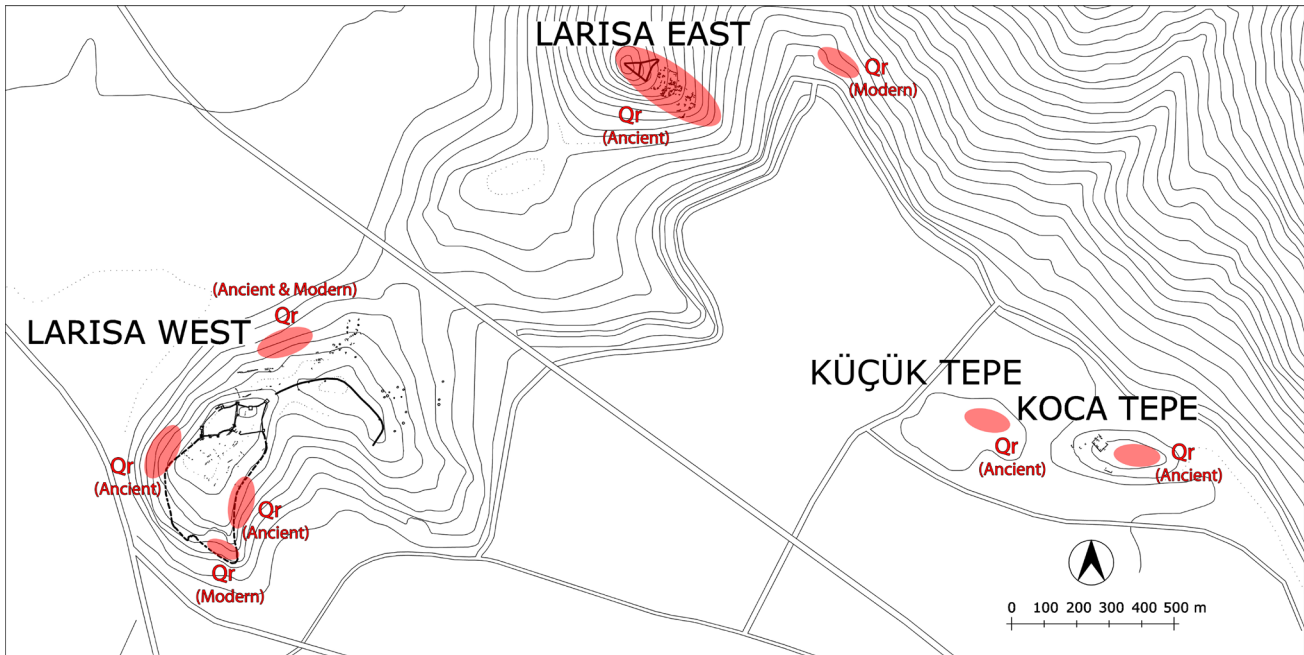 LARISA EAST
Qr
(Modern)
Qr
(Ancient)
(Ancient & Modern)
Qr
LARISA WEST
KÜÇÜK TEPE
KOCA TEPE
Qr
(Ancient)
Qr
(Ancient)
Qr
(Ancient)
Qr
(Ancient)
Qr
(Modern)
0 100 200 300 400 500 m